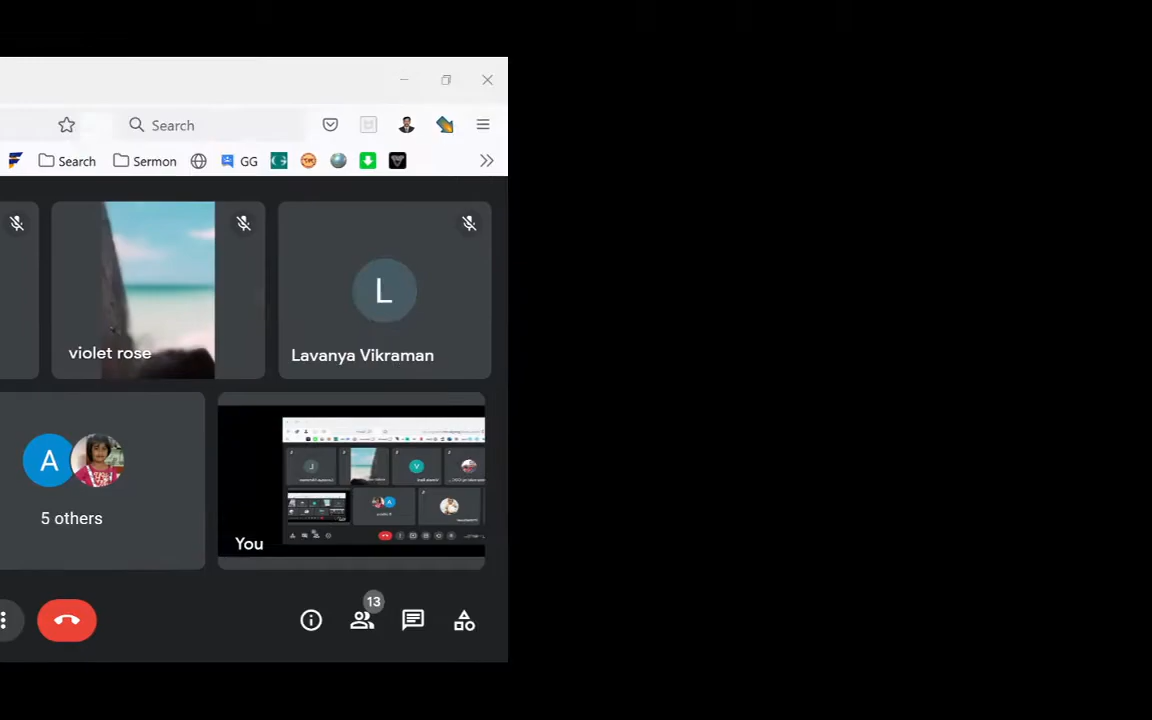 Search
Search
Sermon
GG
L
violet rose
Lavanya Vikraman
A
5 others
You
13